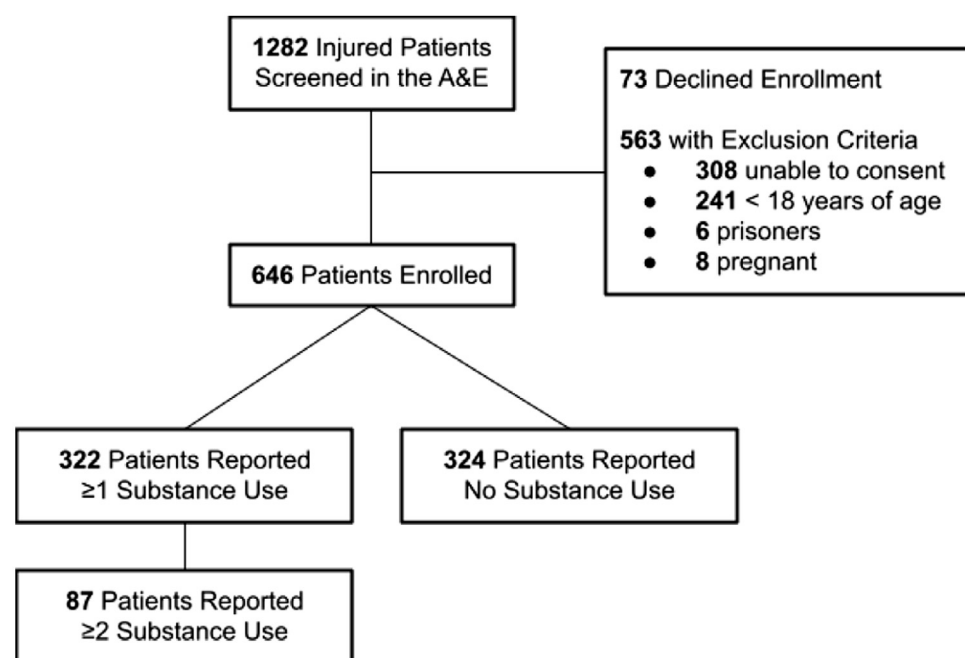 1282 Injured Patients
Screened in the A&E
73 Declined Enrollment
563 with Exclusion Criteria
● 308 unable to consent
● 241 < 18 years of age
● 6 prisoners
● 8 pregnant
646 Patients Enrolled
322 Patients Reported
≥1 Substance Use
324 Patients Reported
No Substance Use
87 Patients Reported
≥2 Substance Use